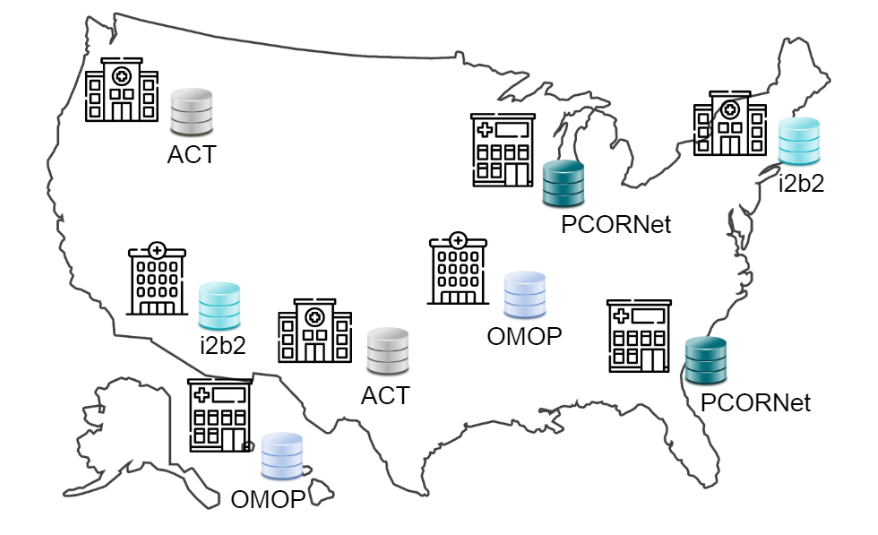 ACT
i2b2
PCORNet
i2b2
OMOP
ACT
PCORNet
OMOP